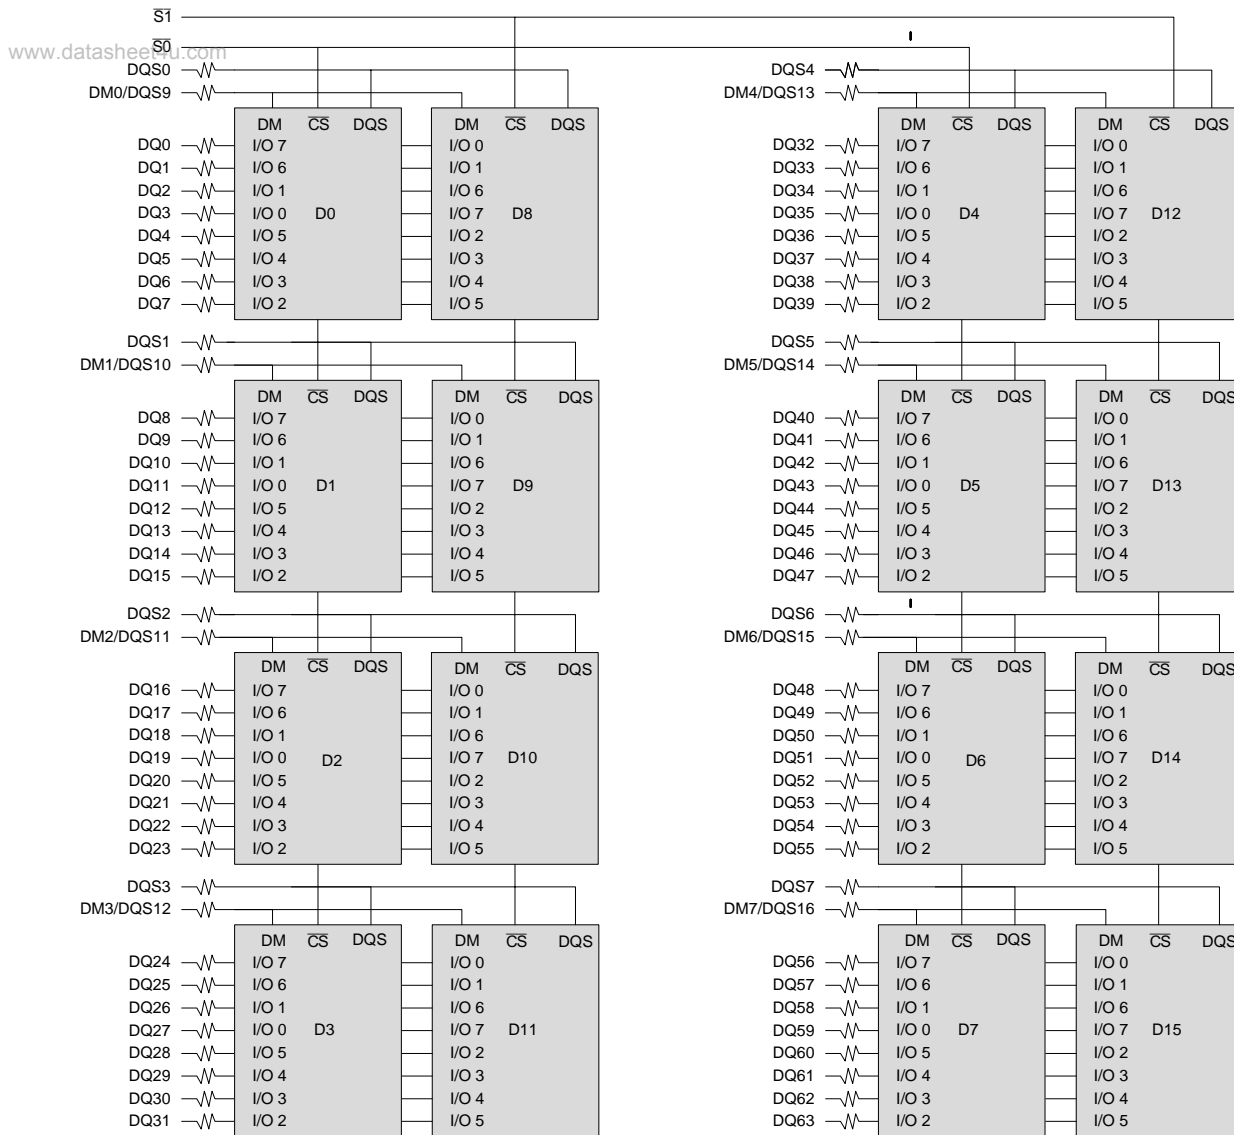 S1
S0
www.datasheet4u.com
DQS0 DQS4
DM0/DQS9 DM4/DQS13
DM CS DQS DM CS DQS DM CS DQS DM CS DQS
DQ0 I/O 7 I/O 0 DQ32 I/O 7 I/O 0
DQ1 I/O 6 I/O 1 DQ33 I/O 6 I/O 1
DQ2 I/O 1 I/O 6 DQ34 I/O 1 I/O 6
DQ3 I/O 0 D0 I/O 7 D8 DQ35 I/O 0 D4 I/O 7 D12
DQ4 I/O 5 I/O 2 DQ36 I/O 5 I/O 2
DQ5 I/O 4 I/O 3 DQ37 I/O 4 I/O 3
DQ6 I/O 3 I/O 4 DQ38 I/O 3 I/O 4
DQ7 I/O 2 I/O 5 DQ39 I/O 2 I/O 5
DQS1 DQS5
DM1/DQS10 DM5/DQS14
DM CS DQS DM CS DQS DM CS DQS DM CS DQS
DQ8 I/O 7 I/O 0 DQ40 I/O 7 I/O 0
DQ9 I/O 6 I/O 1 DQ41 I/O 6 I/O 1
DQ10 I/O 1 I/O 6 DQ42 I/O 1 I/O 6
DQ11 I/O 0 D1 I/O 7 D9 DQ43 I/O 0 D5 I/O 7 D13
DQ12 I/O 5 I/O 2 DQ44 I/O 5 I/O 2
DQ13 I/O 4 I/O 3 DQ45 I/O 4 I/O 3
DQ14 I/O 3 I/O 4 DQ46 I/O 3 I/O 4
DQ15 I/O 2 I/O 5 DQ47 I/O 2 I/O 5
DQS2 DQS6
DM2/DQS11 DM6/DQS15
DM CS DQS DM CS DQS DM CS DQS DM CS DQS
DQ16 I/O 7 I/O 0 DQ48 I/O 7 I/O 0
DQ17 I/O 6 I/O 1 DQ49 I/O 6 I/O 1
DQ18 I/O 1 I/O 6 DQ50 I/O 1 I/O 6
DQ19 I/O 0 D2 I/O 7 D10 DQ51 I/O 0 D6 I/O 7 D14
DQ20 I/O 5 I/O 2 DQ52 I/O 5 I/O 2
DQ21 I/O 4 I/O 3 DQ53 I/O 4 I/O 3
DQ22 I/O 3 I/O 4 DQ54 I/O 3 I/O 4
DQ23 I/O 2 I/O 5 DQ55 I/O 2 I/O 5
DQS3 DQS7
DM3/DQS12 DM7/DQS16
DM CS DQS DM CS DQS DM CS DQS DM CS DQS
DQ24 I/O 7 I/O 0 DQ56 I/O 7 I/O 0
DQ25 I/O 6 I/O 1 DQ57 I/O 6 I/O 1
DQ26 I/O 1 I/O 6 DQ58 I/O 1 I/O 6
DQ27 I/O 0 D3 I/O 7 D11 DQ59 I/O 0 D7 I/O 7 D15
DQ28 I/O 5 I/O 2 DQ60 I/O 5 I/O 2
DQ29 I/O 4 I/O 3 DQ61 I/O 4 I/O 3
DQ30 I/O 3 I/O 4 DQ62 I/O 3 I/O 4
DQ31 I/O 2 I/O 5 DQ63 I/O 2 I/O 5